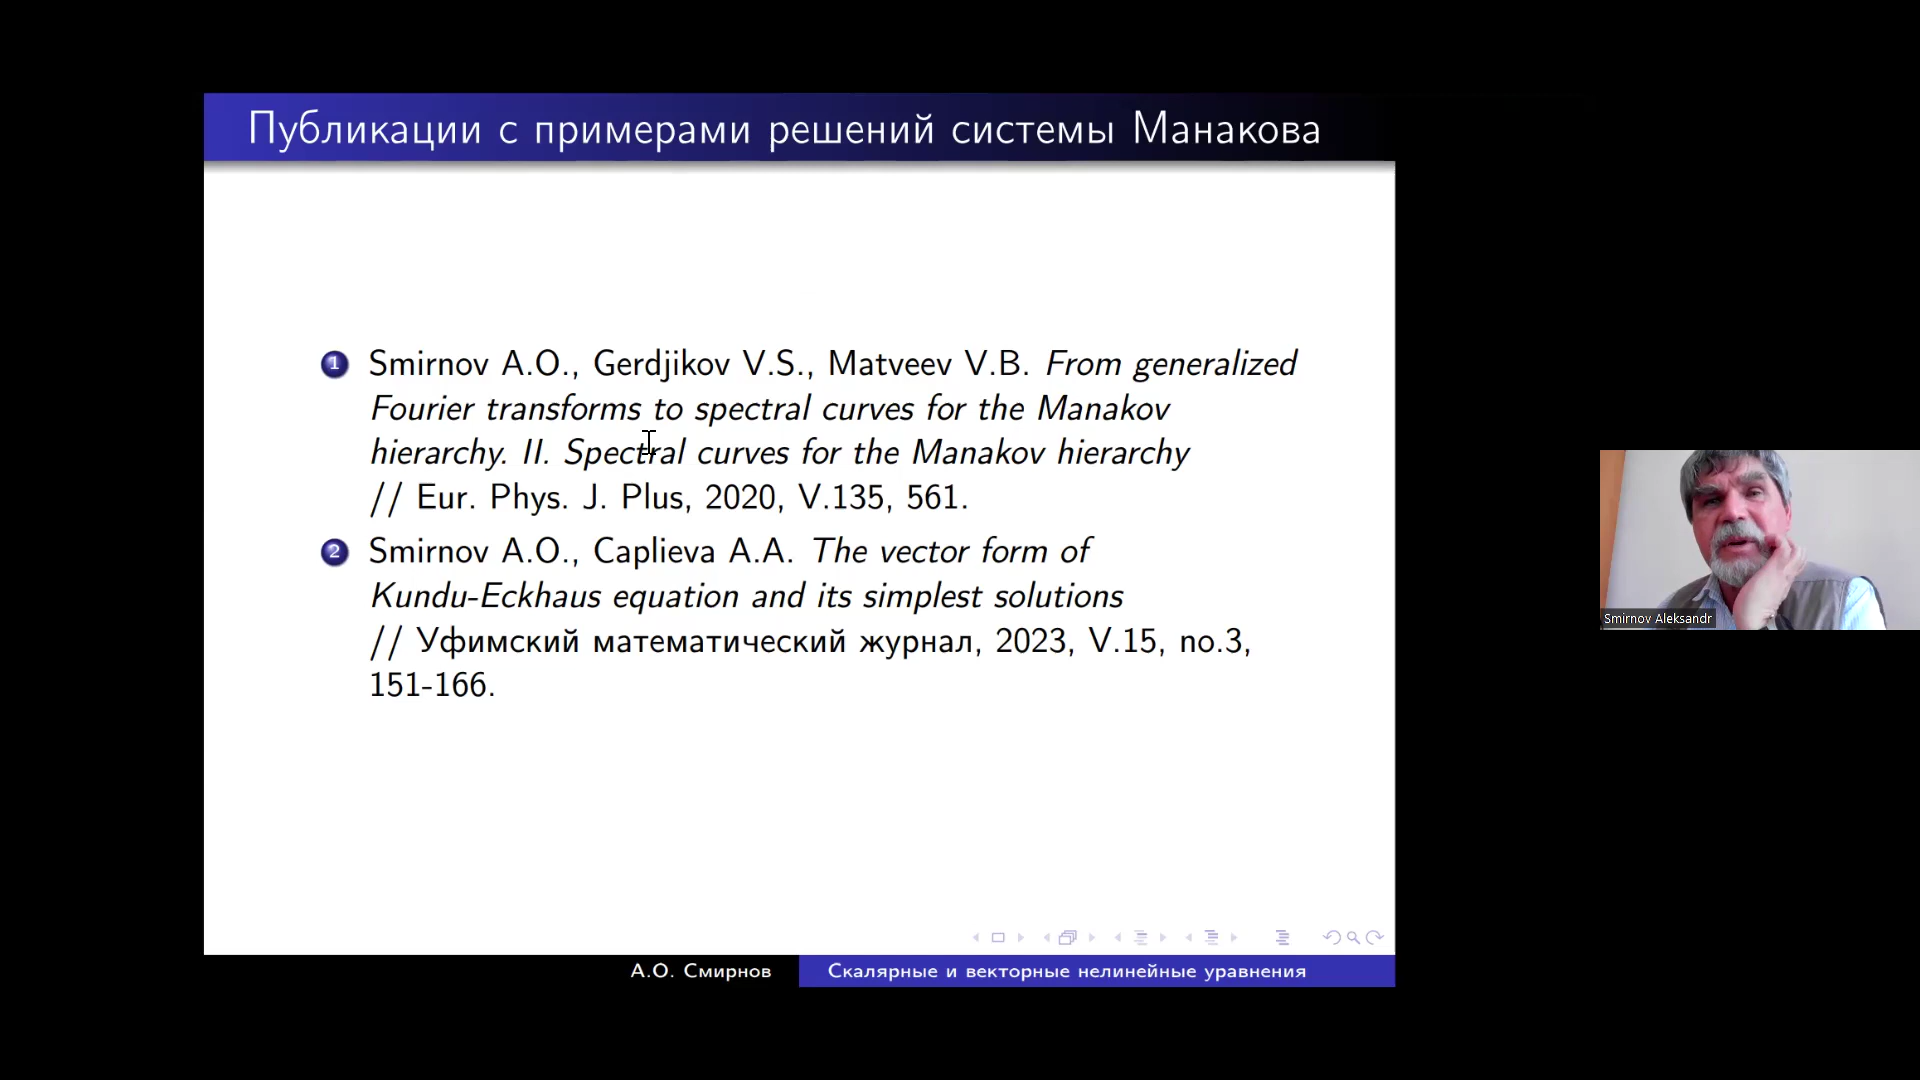 Публикации с примерами решений системы Манакова
1 Smirnov A.O., Gerdjikov V.S., Matveev V.B. From generalized
Fourier transforms to spectral curves for the Manakov
hierarchy. II. Spectral curves for the Manakov hierarchy
// Eur. Phys. J. Plus, 2020, V.135, 561.
2 Smirnov A.O., Caplieva A.A. The vector form of
Kundu-Eckhaus equation and its simplest solutions
// Уфимский математический журнал, 2023, V.15, no.3,
151-166.
Smirnov Aleksandr
А.О. Смирнов
Скалярные и векторные нелинейные уравнения